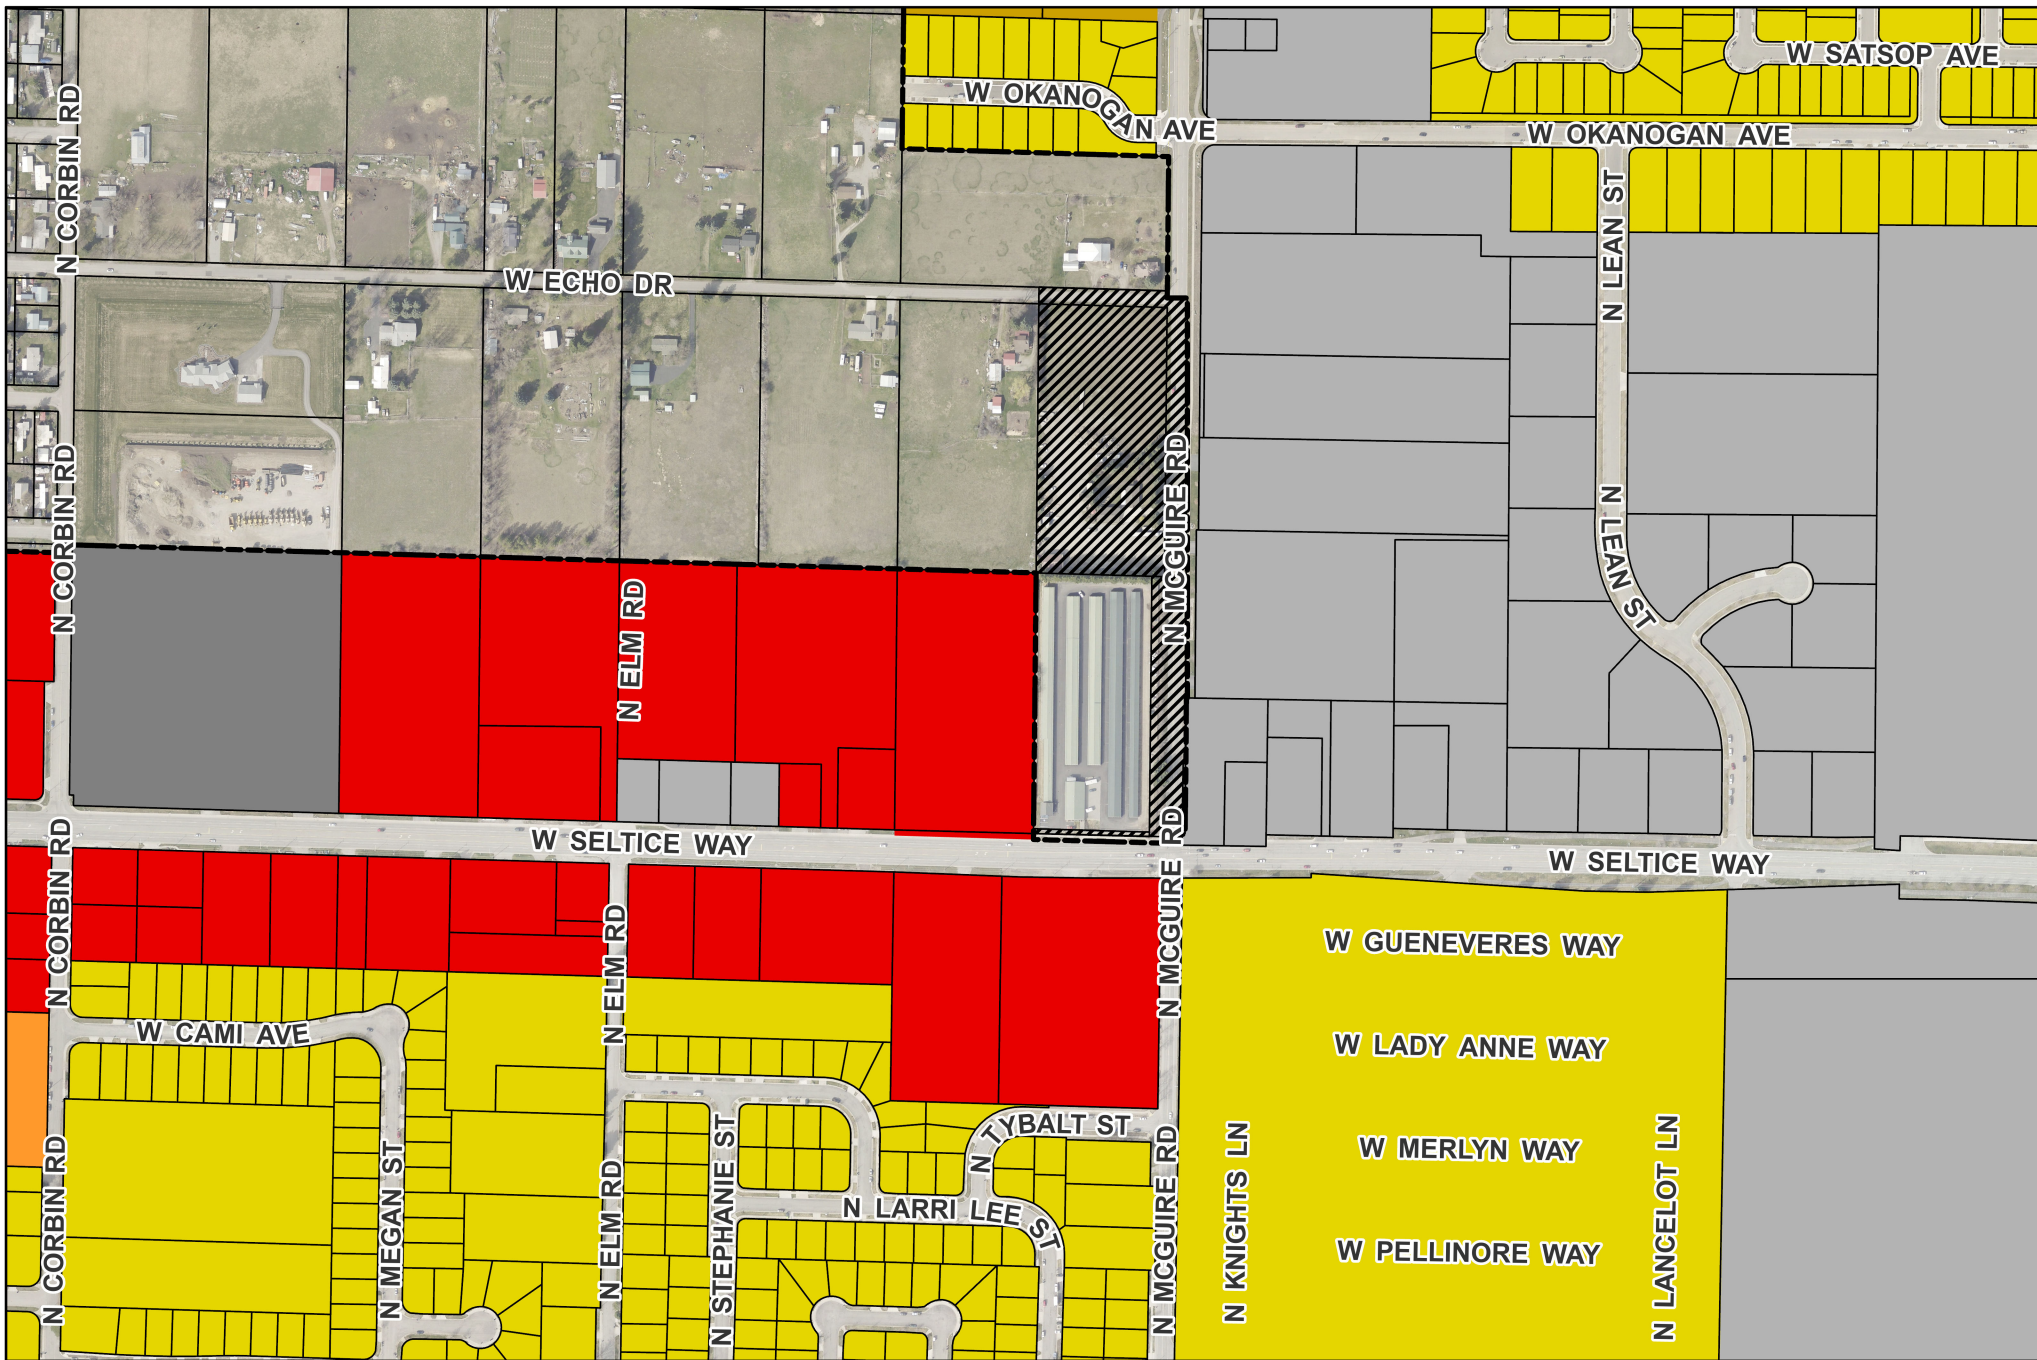 W SATSOP AVE
W OKANOGAN AVE
W OKANOGAN AVE
N CORBIN RD
N LEAN ST
W ECHO DR
N CORBIN RD
N MCGUIRE RD
N LEAN ST
N ELM RD
W SELTICE WAY
W SELTICE WAY
N CORBIN RD
N MCGUIRE RD
N ELM RD
W GUENEVERES WAY
W CAMI AVE
W LADY ANNE WAY
N TYBALT ST
W MERLYN WAY
N CORBIN RD
N MEGAN ST
N ELM RD
N STEPHANIE ST
N LARRI LEE ST
N MCGUIRE RD
N KNIGHTS LN
W PELLINORE WAY
N LANCELOT LN